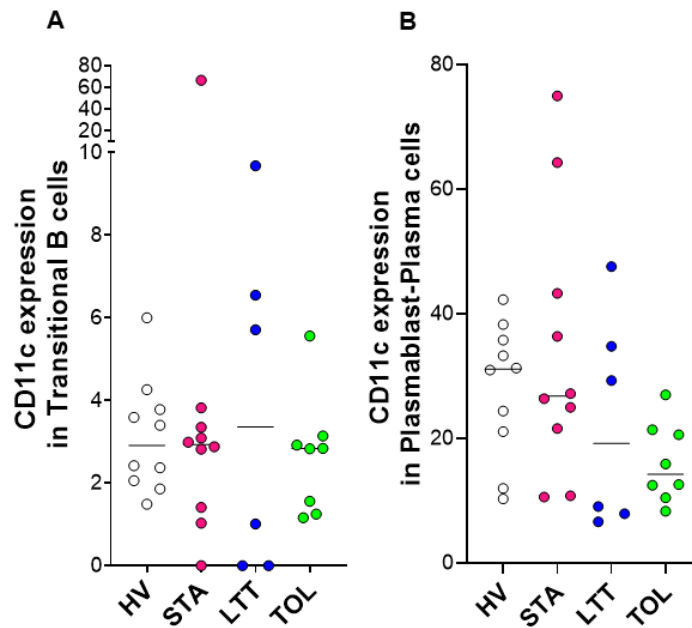 A
CD11c expression
in Transitional B cells
80
60
40
20
10
8
6
4
2
0
HV
STA
LTT
TOL
B
CD11c expression
in Plasmablast-Plasma cells
80
60
40
20
0
HV
STA
LTT
TOL